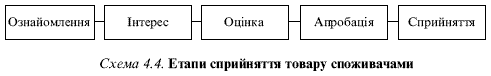 Ознайомлення Інтерес Оцінка Апробація Сприйняття
Схема 4.4. Етапи сприйняття товару споживачами